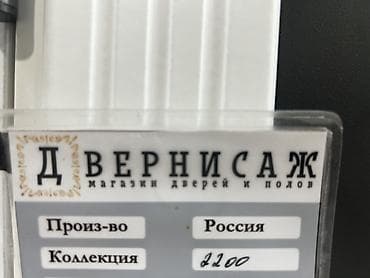 ДВЕРНИСАЖ
магазин дверей и полов
Произ-во Россия
Коллекция 2200